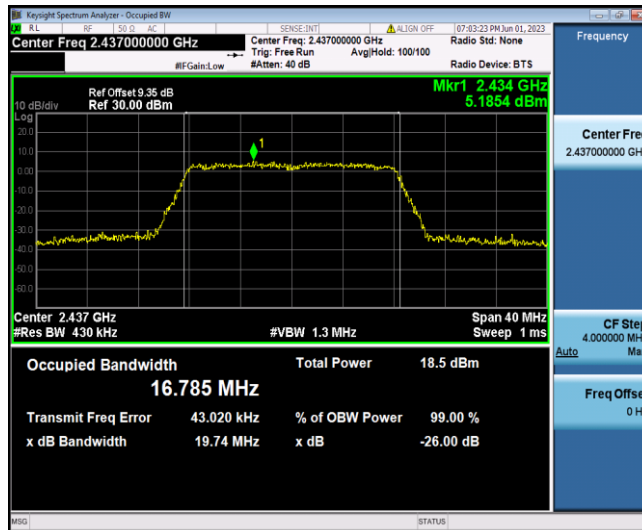 Keysight Spectrum Analyzer - Occupied BW
RL RF 50 Ω AC SENSE:INT ALIGN OFF 07:03:23 PM Jun 01, 2023
Center Freq 2.437000000 GHz
Center Freq: 2.437000000 GHz
Radio Std: None
Trig: Free Run Avg|Hold: 100/100
#IFGain:Low #Atten: 40 dB Radio Device: BTS
Frequency
Ref Offset 9.35 dB
Ref 30.00 dBm
10 dB/div
Log
Mkr1 2.434 GHz
5.1854 dBm
20.0
10.0
0.00
-10.0
-20.0
-30.0
-40.0
-50.0
-60.0
1
Center 2.437 GHz Span 40 MHz
#Res BW 430 kHz #VBW 1.3 MHz Sweep 1 ms
Occupied Bandwidth Total Power 18.5 dBm
16.785 MHz
Transmit Freq Error 43.020 kHz % of OBW Power 99.00 %
x dB Bandwidth 19.74 MHz x dB -26.00 dB
Center Fre
2.437000000 GH
CF Ste
4.000000 MH
Auto Ma
Freq Offse
0 H
MSG STATUS